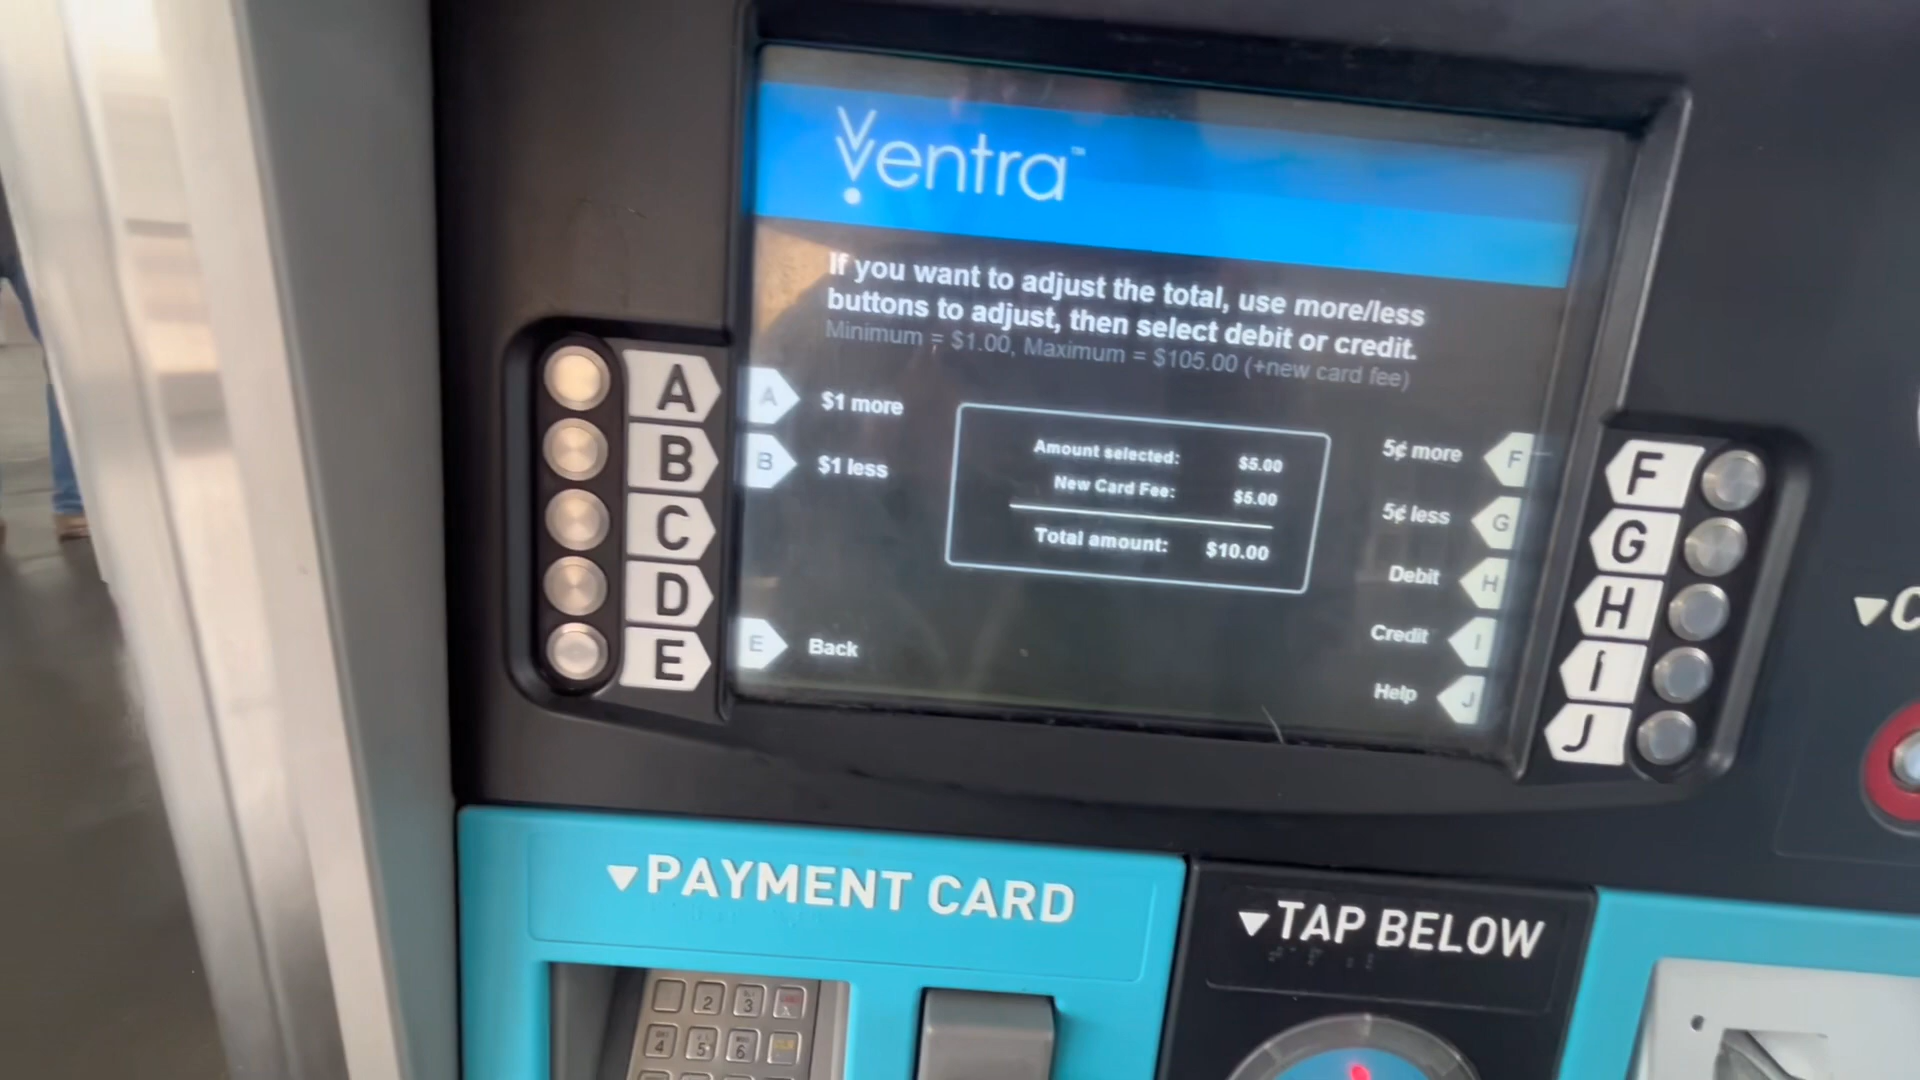 Ventra™
If you want to adjust the total, use more/less
buttons to adjust, then select debit or credit.
Minimum = $1.00, Maximum = $105.00 (+new card fee)
A
B
C
D
E
A $1 more
B $1 less
E Back
Amount selected: $5.00
New Card Fee: $5.00
Total amount: $10.00
5¢ more F
5¢ less G
Debit H
Credit I
Help J
F
G
H
I
J
▼C
▼PAYMENT CARD
▼TAP BELOW
2 3
4 5 6